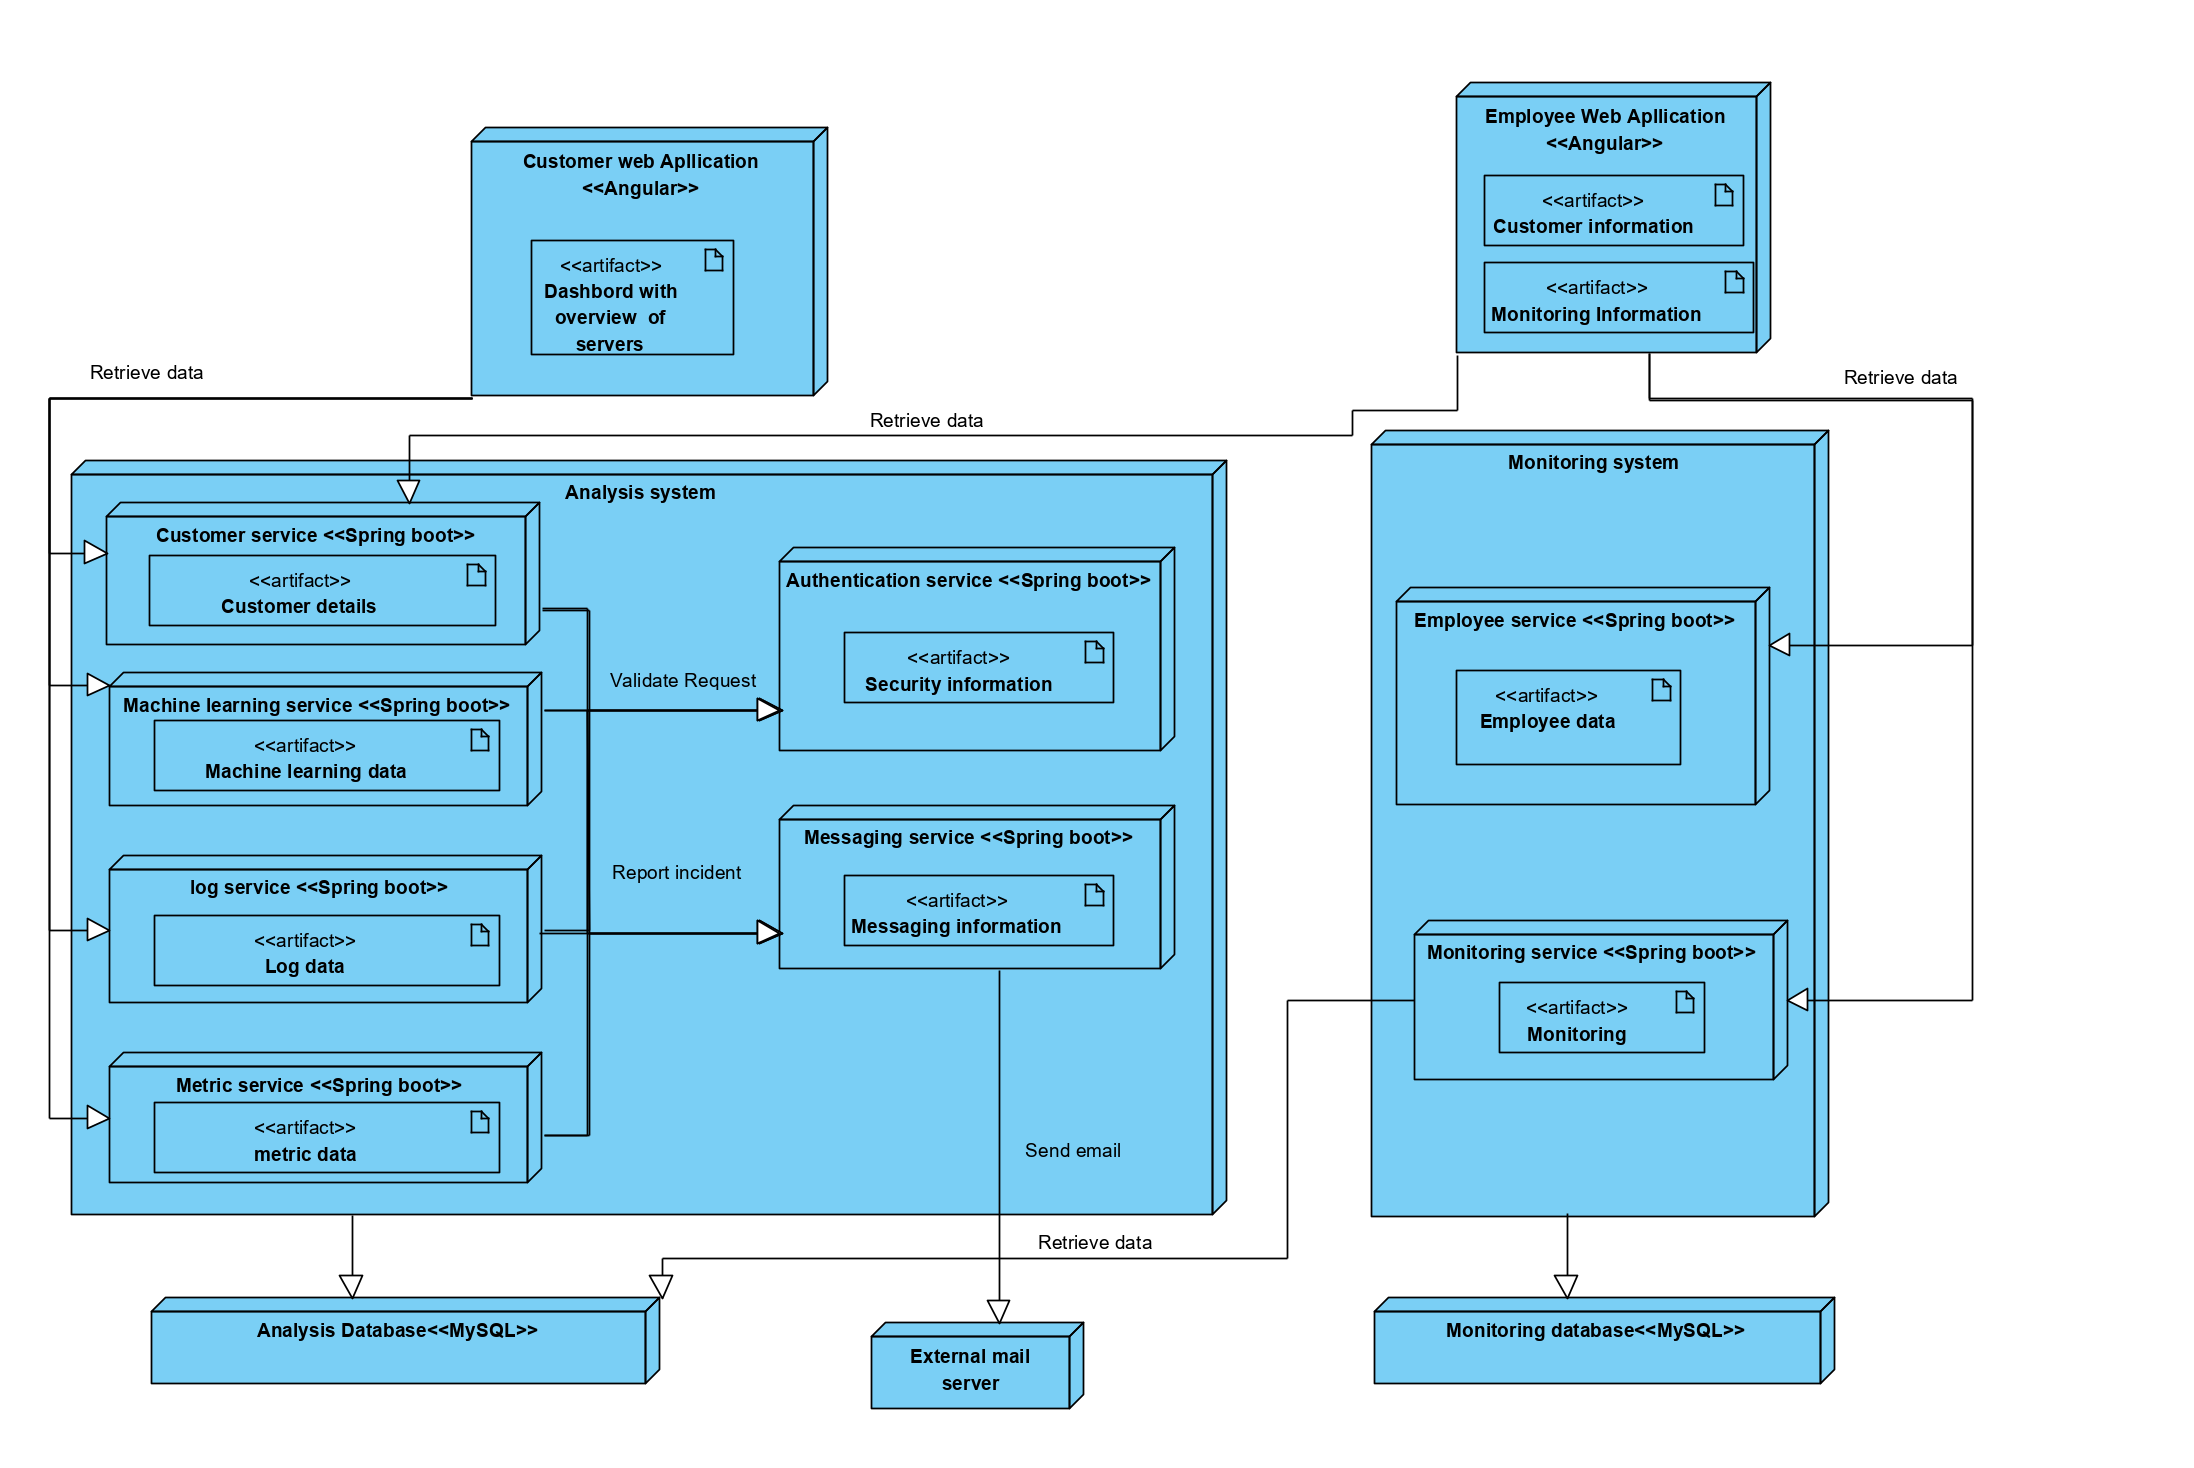 Employee Web Apllication
<<Angular>>
<<artifact>>
Customer information
<<artifact>>
Monitoring Information
Customer web Apllication
<<Angular>>
<<artifact>>
Dashbord with
overview  of
servers
Retrieve data
Retrieve data
Retrieve data
Analysis system
Customer service <<Spring boot>>
<<artifact>>
Customer details
Machine learning service <<Spring boot>>
<<artifact>>
Machine learning data
log service <<Spring boot>>
<<artifact>>
Log data
Metric service <<Spring boot>>
<<artifact>>
metric data
Validate Request
Report incident
Authentication service <<Spring boot>>
<<artifact>>
Security information
Messaging service <<Spring boot>>
<<artifact>>
Messaging information
Send email
Monitoring system
Employee service <<Spring boot>>
<<artifact>>
Employee data
Monitoring service <<Spring boot>>
<<artifact>>
Monitoring
Retrieve data
Analysis Database<<MySQL>>
External mail
server
Monitoring database<<MySQL>>